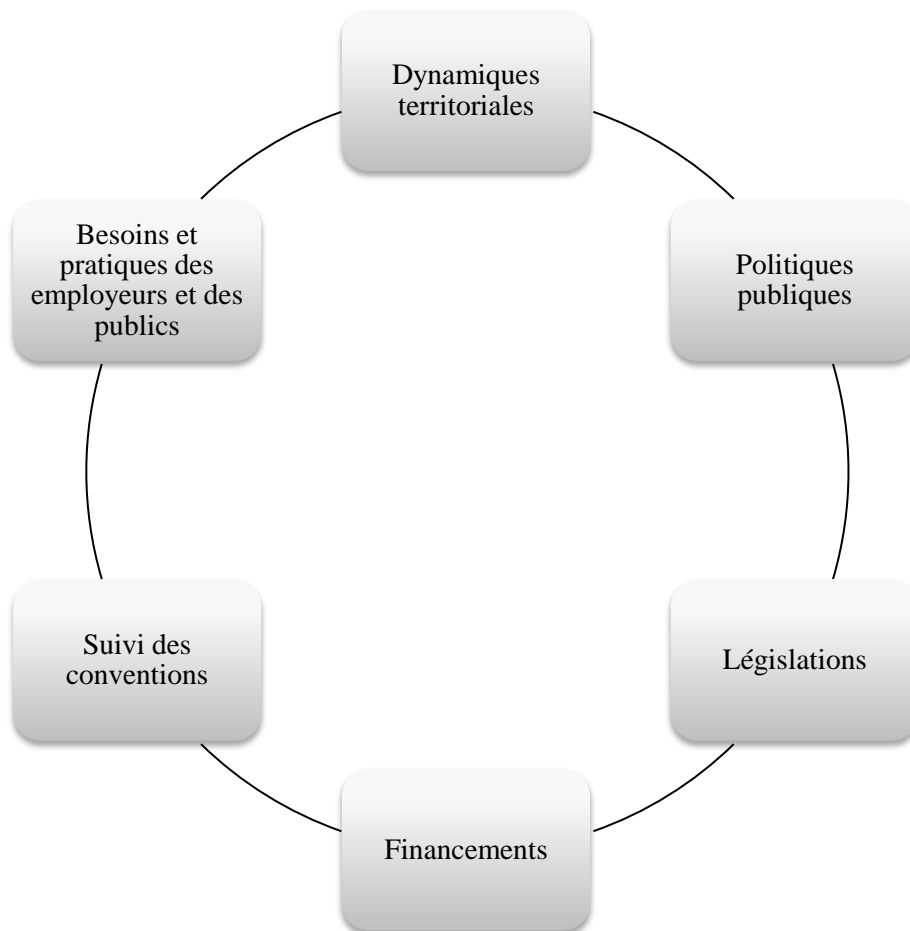 Dynamiques
territoriales
Politiques
publiques
Législations
Financements
Suivi des
conventions
Besoins et
pratiques des
employeurs et des
publics